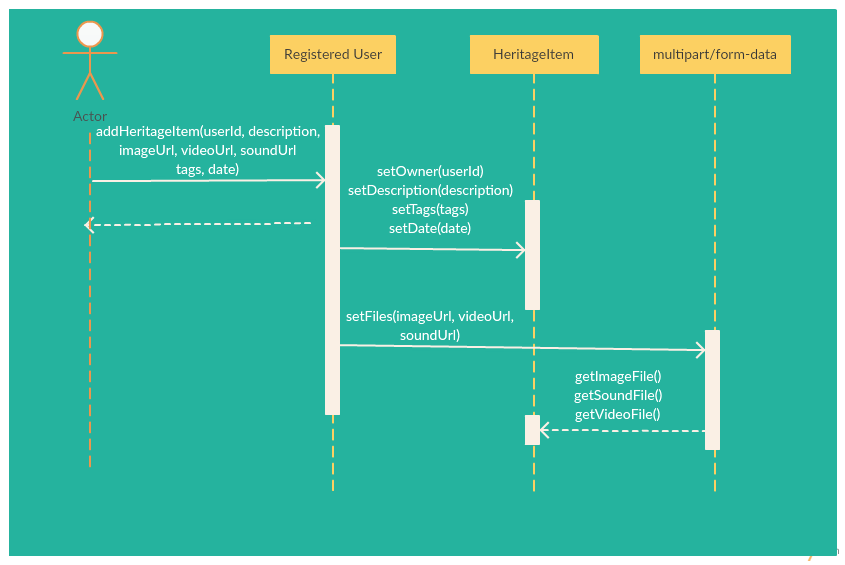 Registered User
HeritageItem
multipart/form-data
Actor
addHeritageItem(userId, description,
imageUrl, videoUrl, soundUrl
tags, date)
setOwner(userId)
setDescription(description)
setTags(tags)
setDate(date)
setFiles(imageUrl, videoUrl,
soundUrl)
getImageFile()
getSoundFile()
getVideoFile()